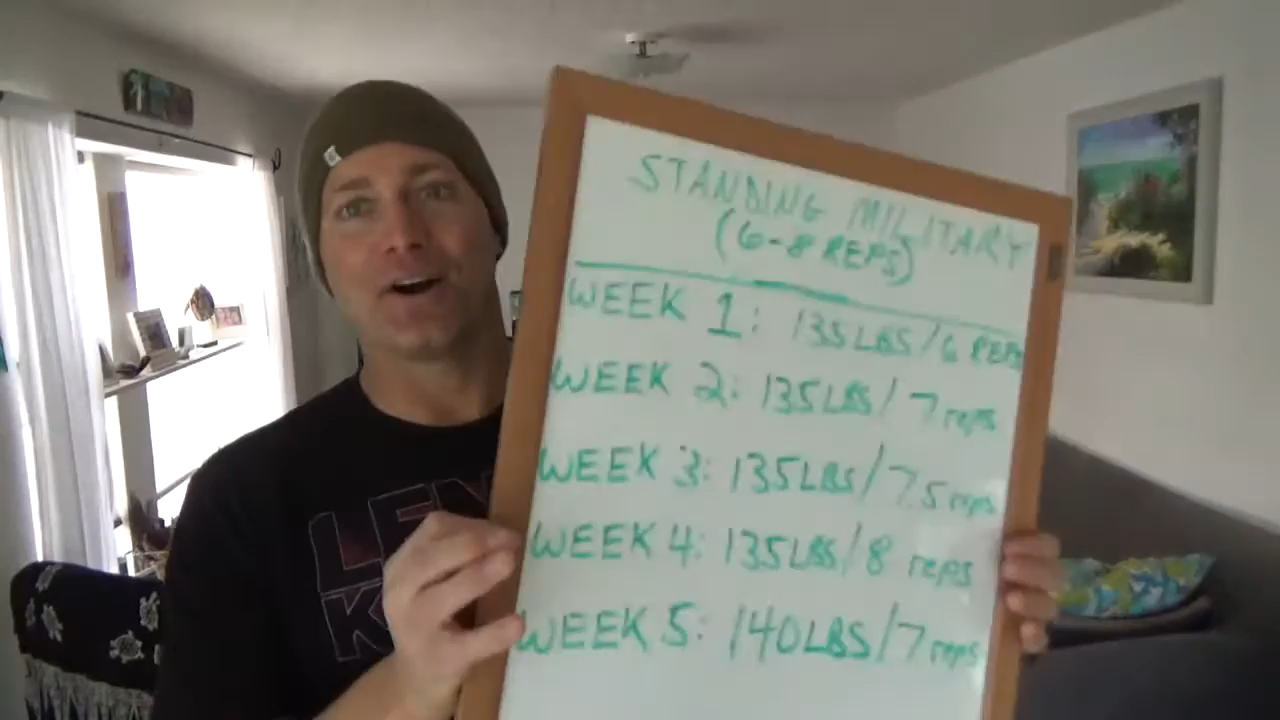 STANDING MILITARY
(6-8 REPS)
WEEK 1: 135LBS/6 REPS
WEEK 2: 135LBS/7 reps
WEEK 3: 135LBS/7.5 reps
WEEK 4: 135LBS/8 reps
WEEK 5: 140LBS/7 reps